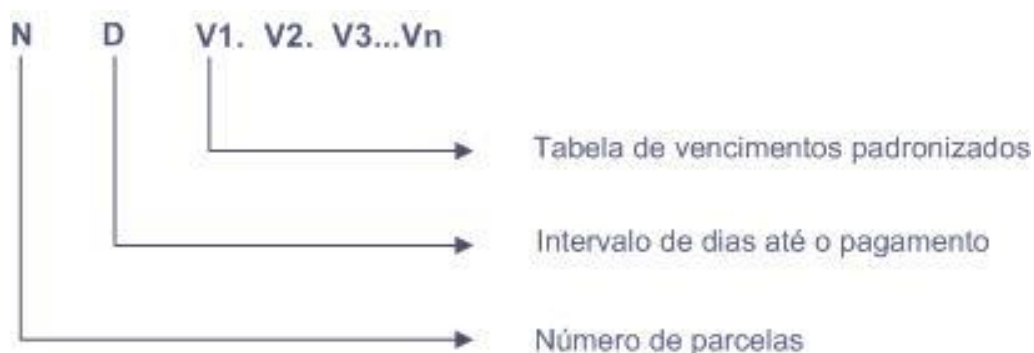 N D V1. V2. V3...Vn
Tabela de vencimentos padronizados
Intervalo de dias até o pagamento
Número de parcelas